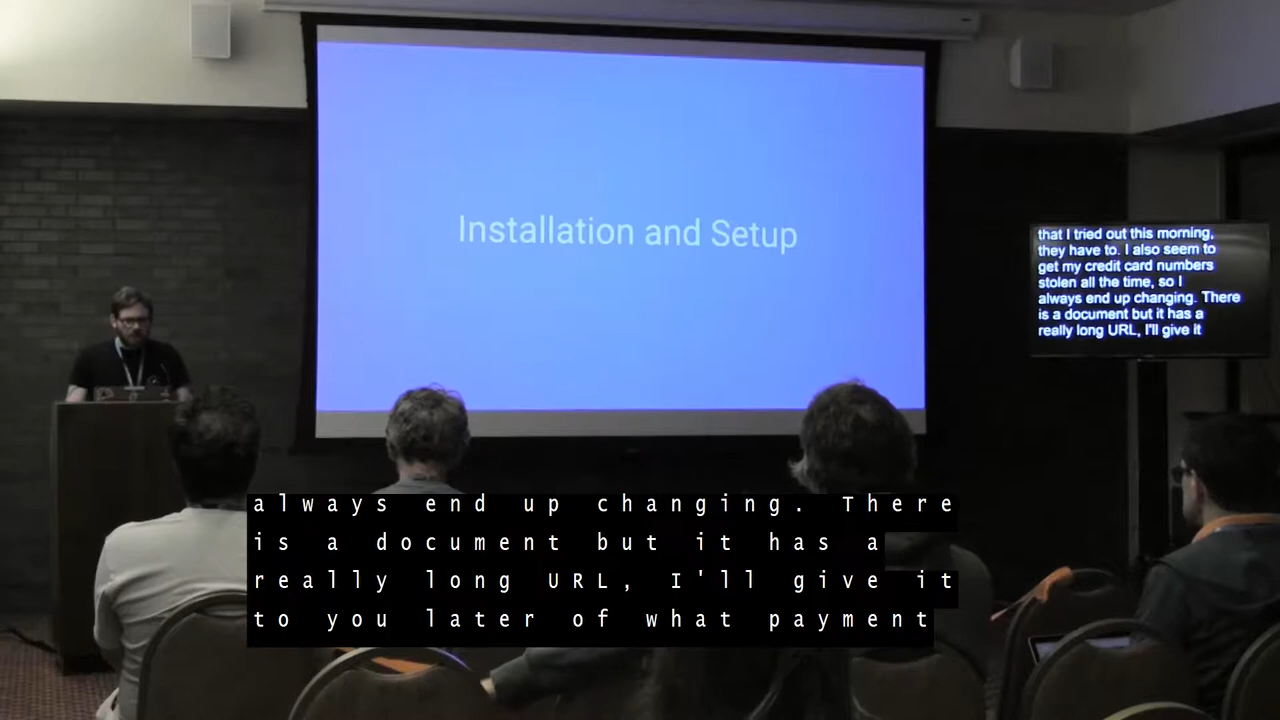 Installation and Setup
that I tried out this morning,
they have to. I also seem to
get my credit card numbers
stolen all the time, so I
always end up changing. There
is a document but it has a
really long URL, I'll give it
always end up changing. There
is a document but it has a
really long URL, I'll give it
to you later of what payment